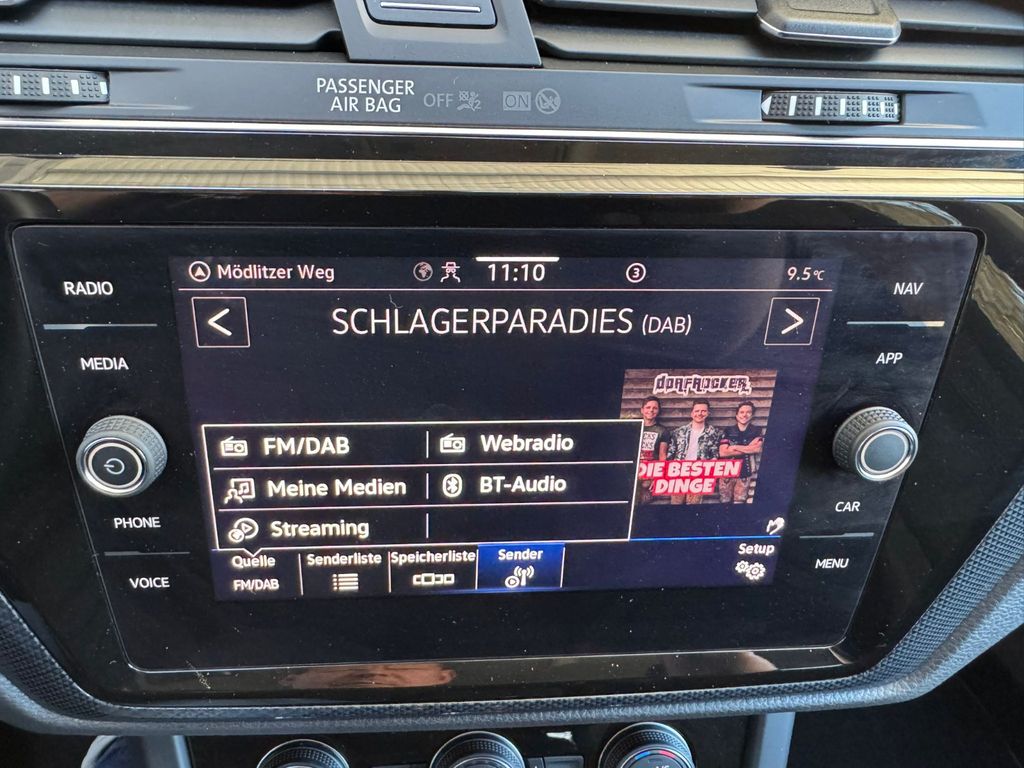 PASSENGER
AIR BAG
OFF
ON
RADIO
MEDIA
PHONE
VOICE
Mödlitzer Weg
11:10
3
9.5°C
<
SCHLAGERPARADIES (DAB)
>
DORFROCKER
DIE BESTEN
DINGE
FM/DAB
Webradio
Meine Medien
BT-Audio
Streaming
Quelle
FM/DAB
Senderliste
Speicherliste
Sender
Setup
NAV
APP
CAR
MENU